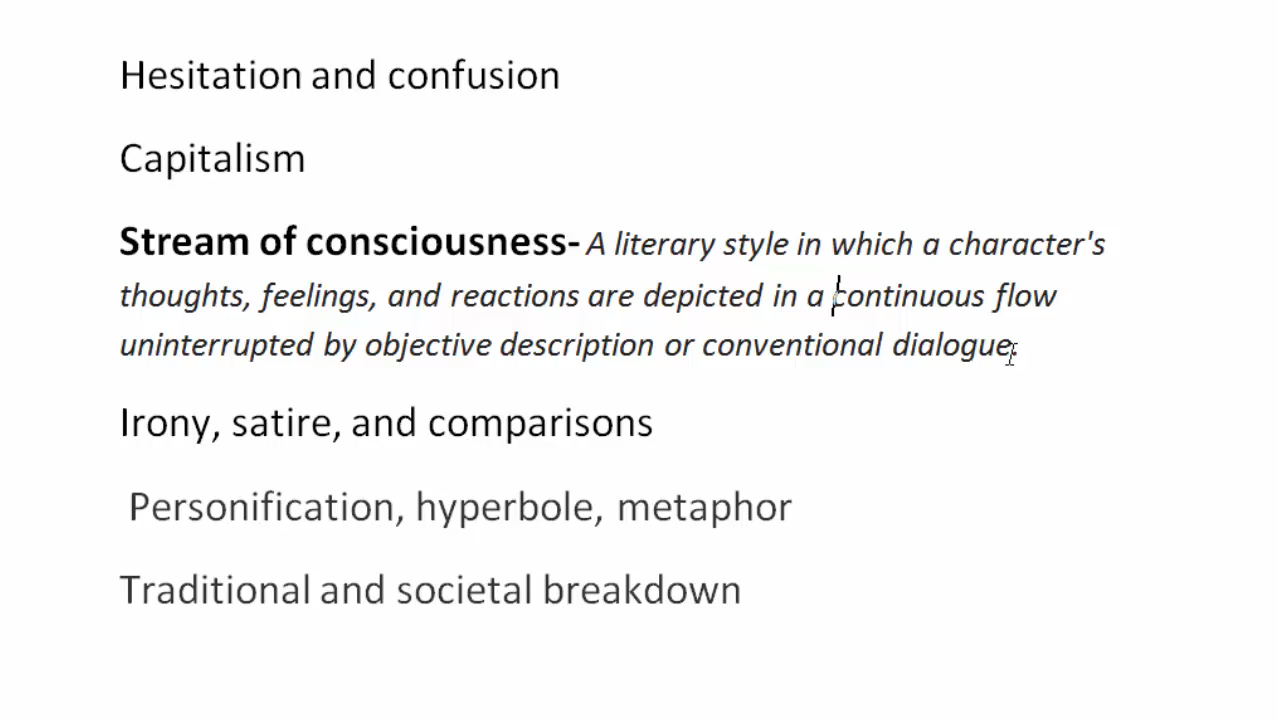 Hesitation and confusion
Capitalism
Stream of consciousness- A literary style in which a character's
thoughts, feelings, and reactions are depicted in a continuous flow
uninterrupted by objective description or conventional dialogue.
Irony, satire, and comparisons
Personification, hyperbole, metaphor
Traditional and societal breakdown